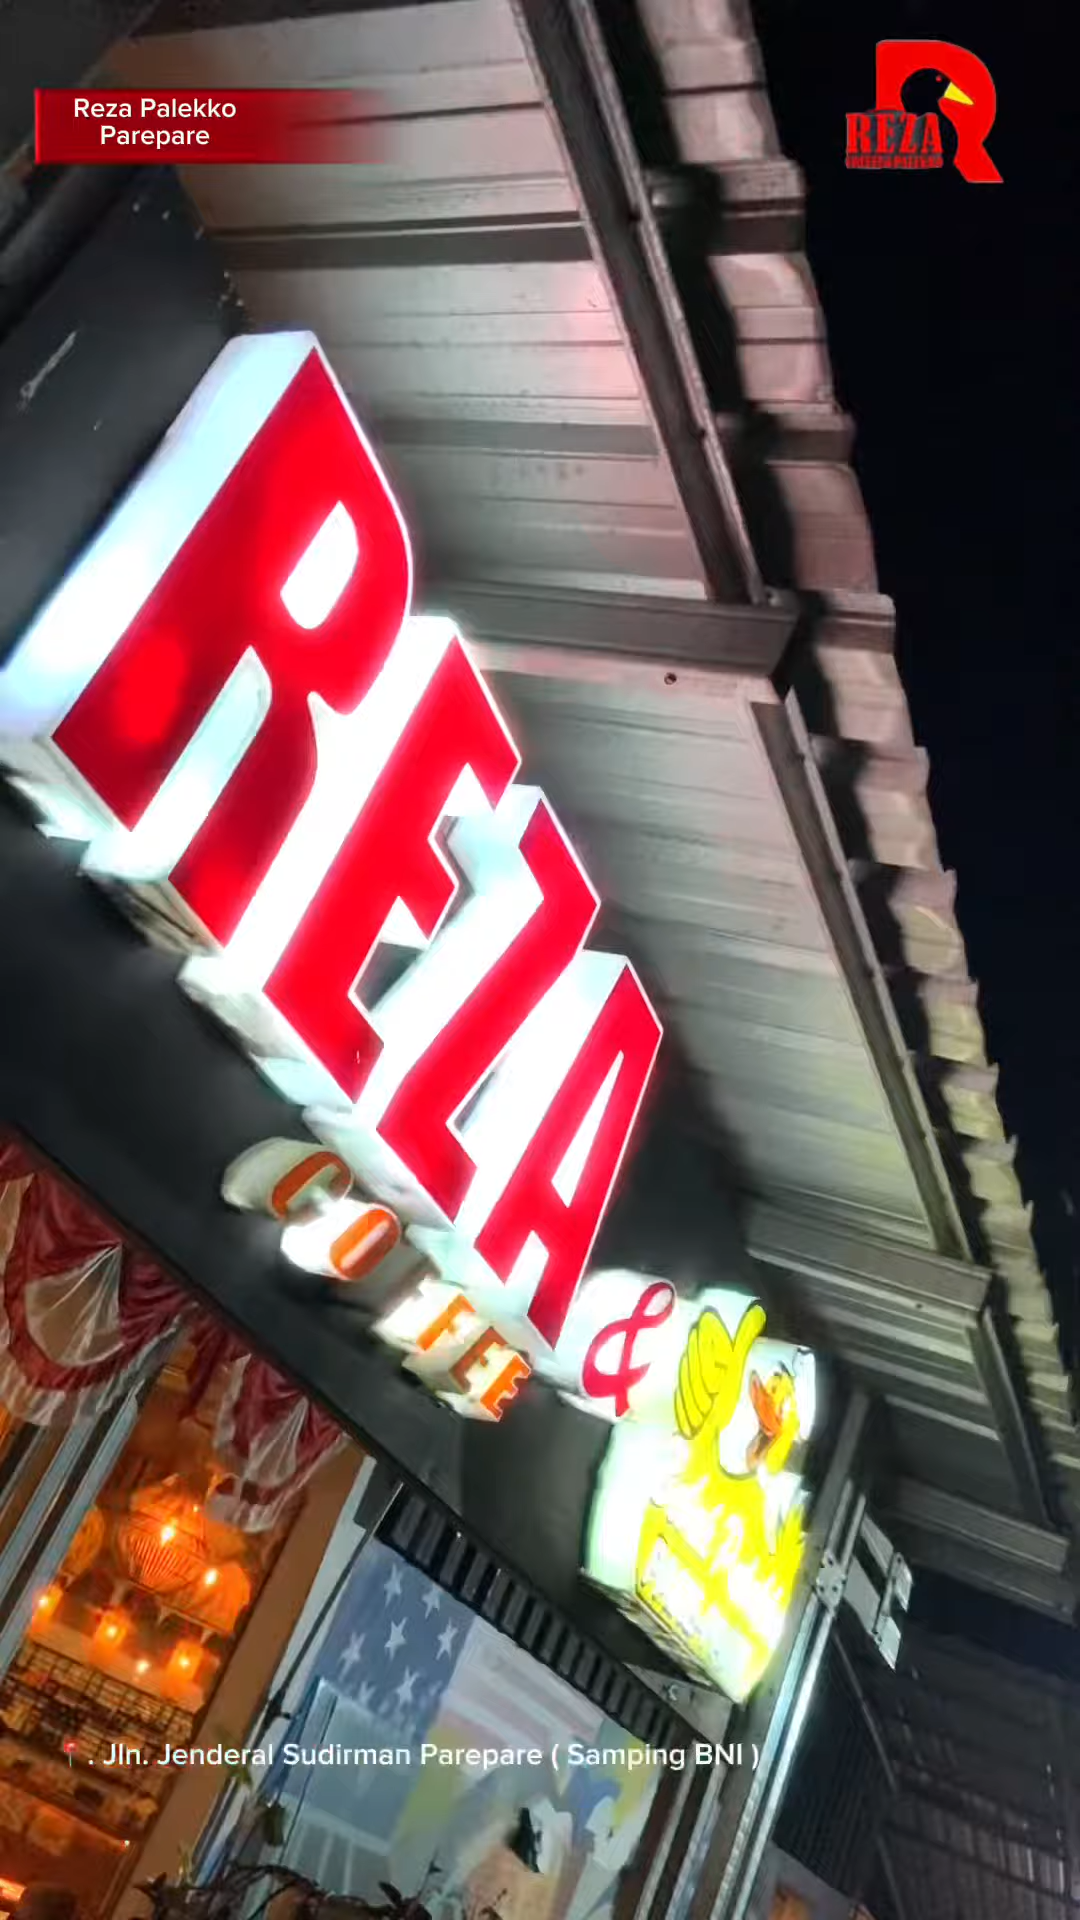 Reza Palekko
Parepare
REZA
REZA
COFFEE
&
. Jln. Jenderal Sudirman Parepare ( Samping BNI )